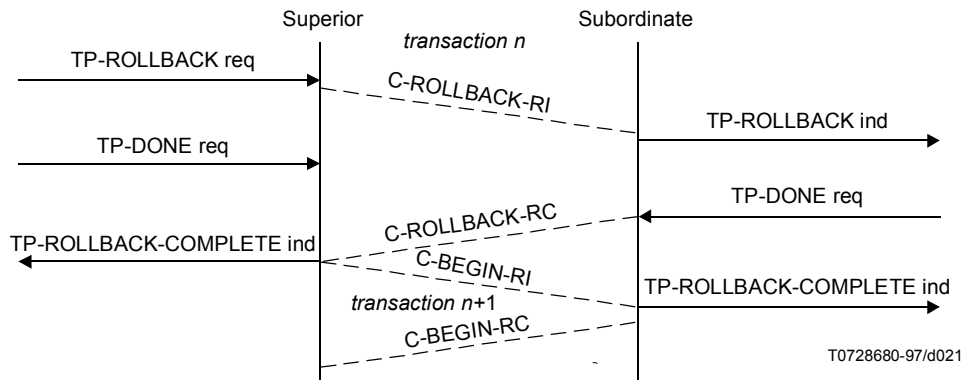 Superior
Subordinate
transaction n
TP-ROLLBACK req
C-ROLLBACK-RI
TP-ROLLBACK ind
TP-DONE req
TP-DONE req
C-ROLLBACK-RC
TP-ROLLBACK-COMPLETE ind
C-BEGIN-RI
TP-ROLLBACK-COMPLETE ind
transaction n+1
C-BEGIN-RC
T0728680-97/d021